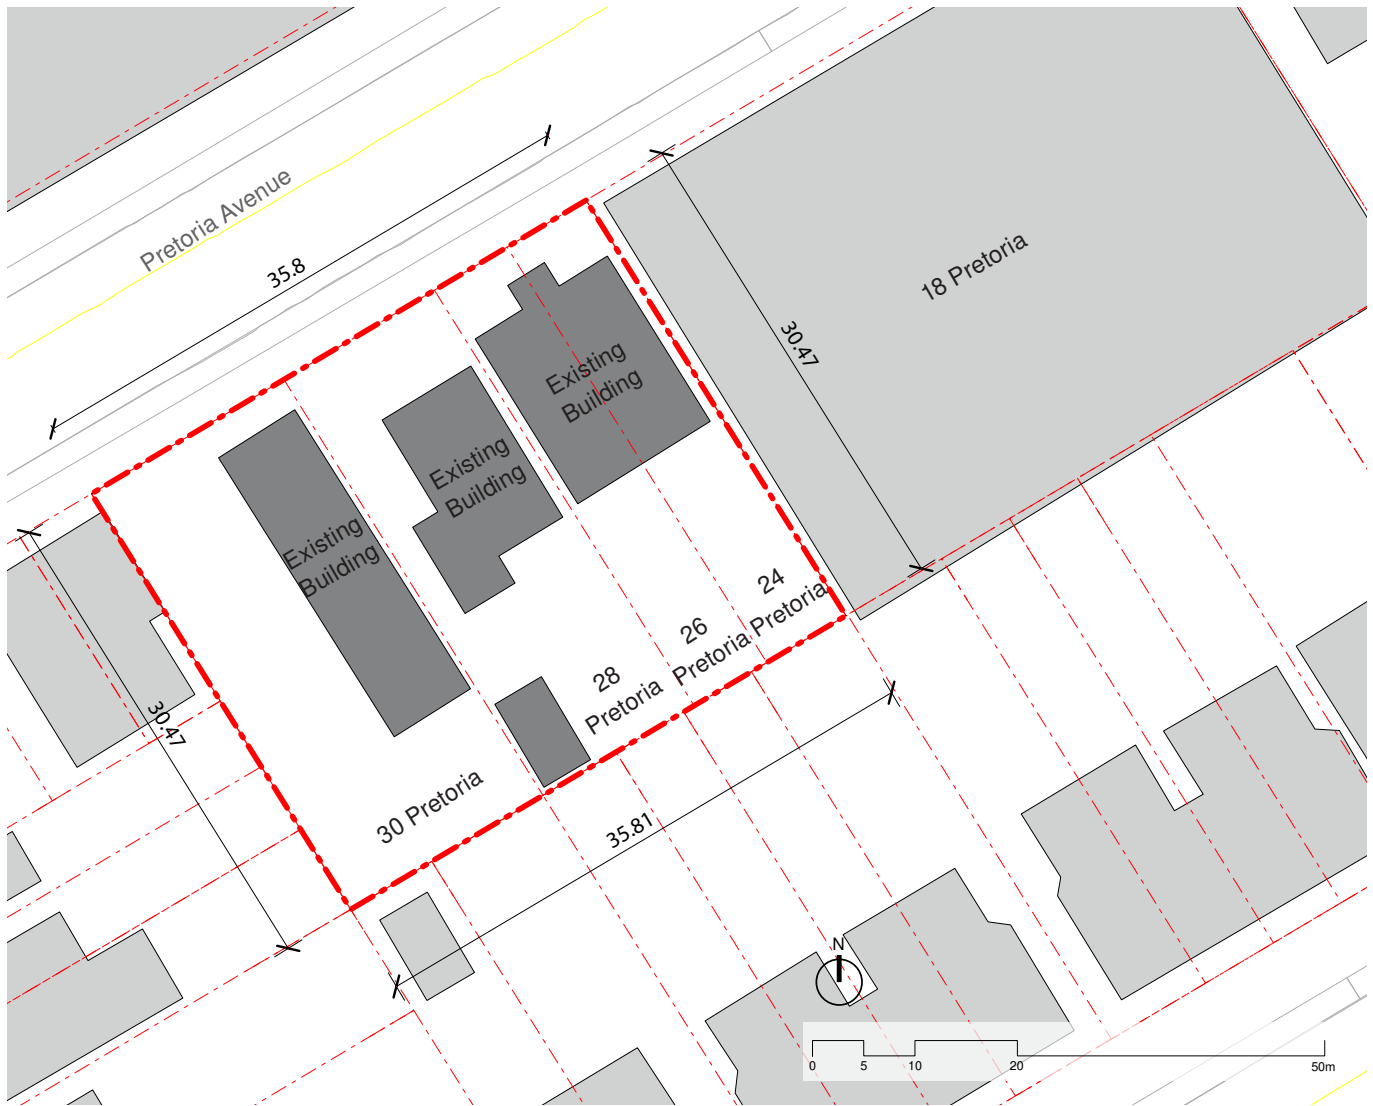 Pretoria Avenue
35.8
18 Pretoria
30.47
Existing
Building
Existing
Building
Existing
Building
24
Pretoria
26
Pretoria
28
Pretoria
30 Pretoria
30.47
35.81
N
0 5 10 20 50m